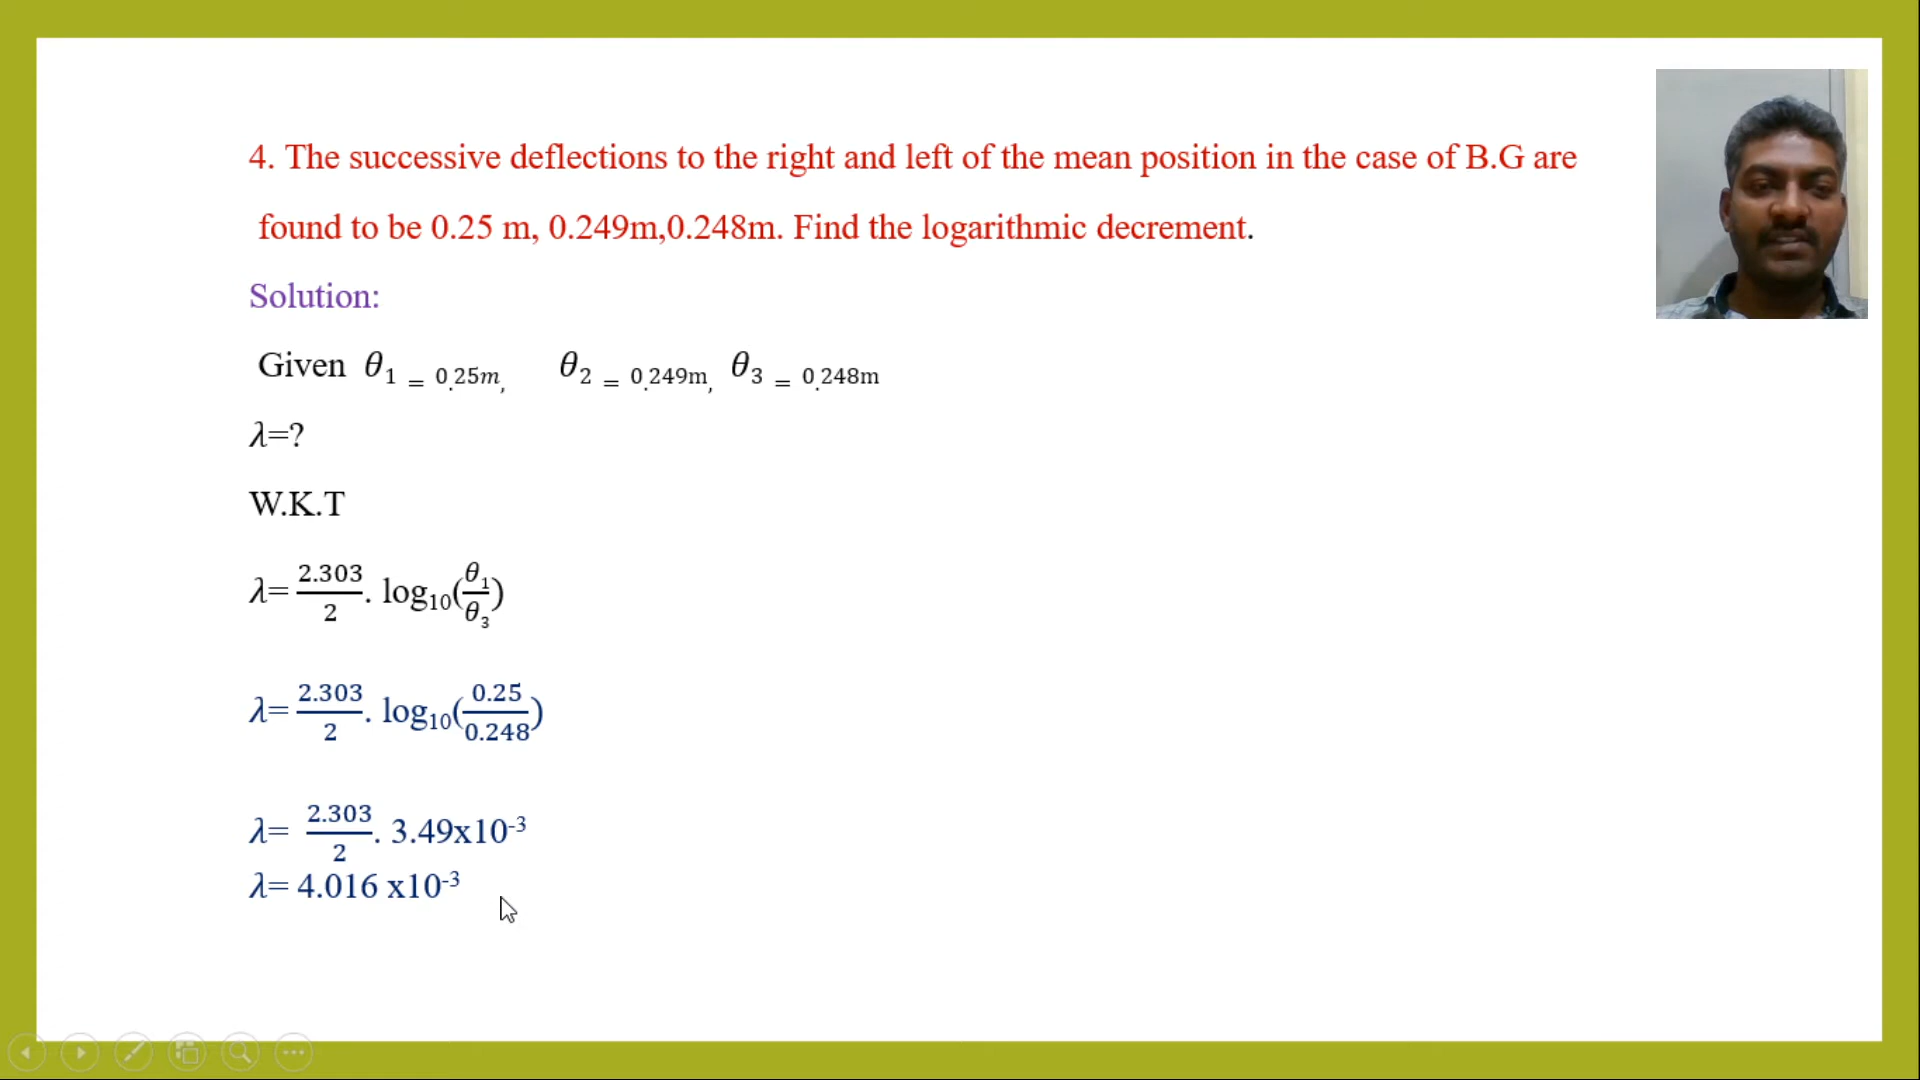 4. The successive deflections to the right and left of the mean position in the case of B.G are
found to be 0.25 m, 0.249m,0.248m. Find the logarithmic decrement.
Solution:
Given θ₁ = 0.25m, θ₂ = 0.249m, θ₃ = 0.248m
λ=?
W.K.T
λ= 2.303/2 . log₁₀(θ₁/θ₃)
λ= 2.303/2 . log₁₀(0.25/0.248)
λ= 2.303/2 . 3.49x10⁻³
λ= 4.016 x10⁻³